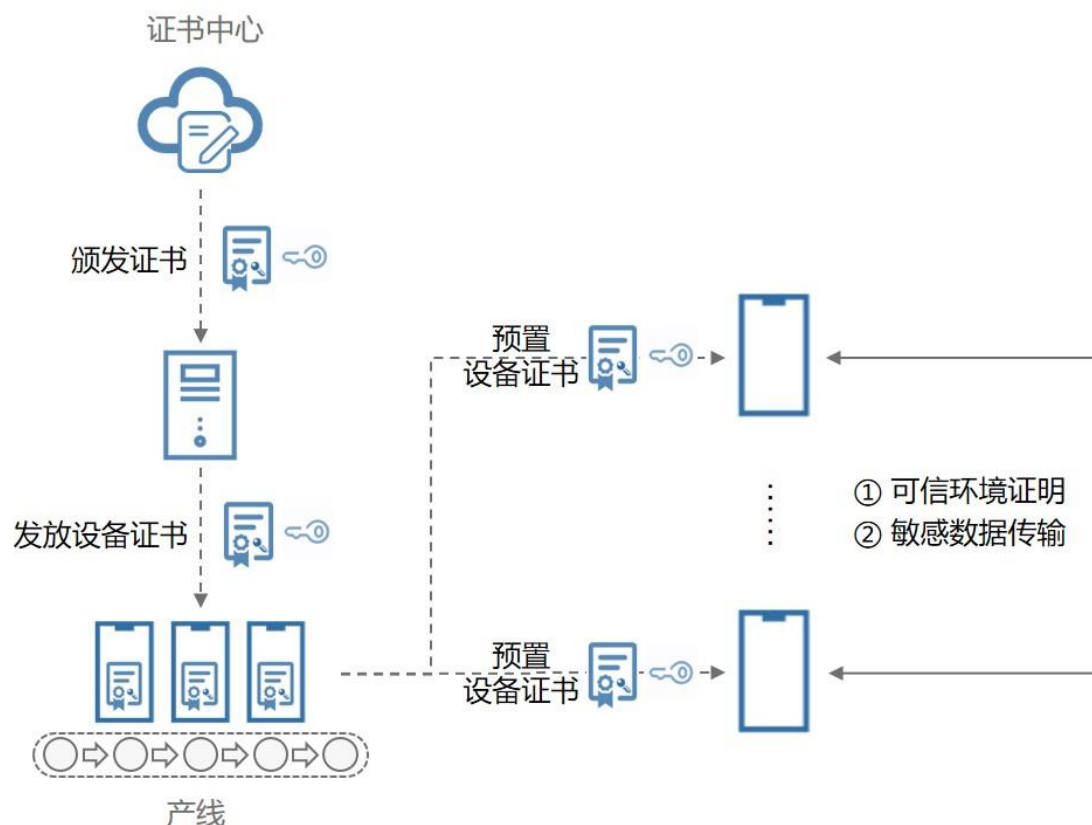 证书中心
颁发证书
预置
设备证书
① 可信环境证明
② 敏感数据传输
发放设备证书
预置
设备证书
产线